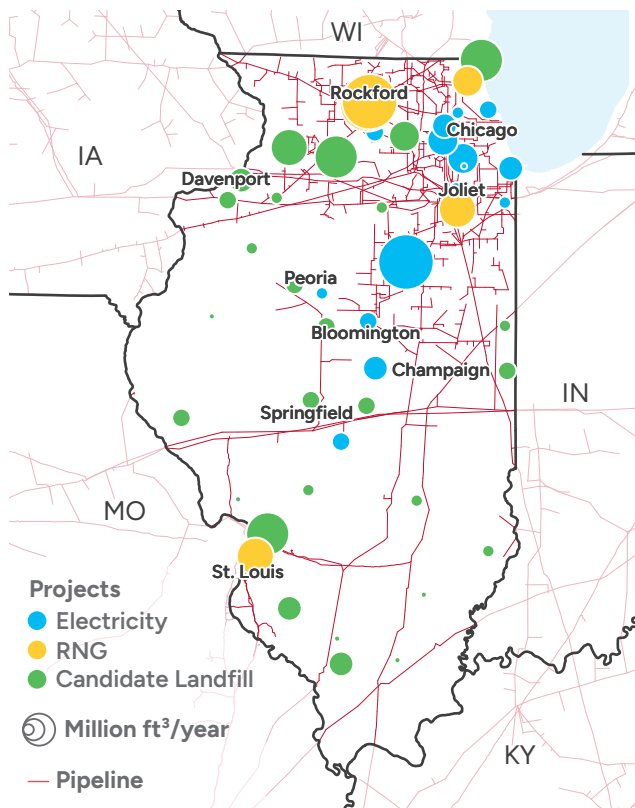 WI
Rockford
Chicago
IA
Davenport
Joliet
Peoria
Bloomington
Champaign
IN
Springfield
MO
St. Louis
Projects
Electricity
RNG
Candidate Landfill
Million ft³/year
KY
Pipeline